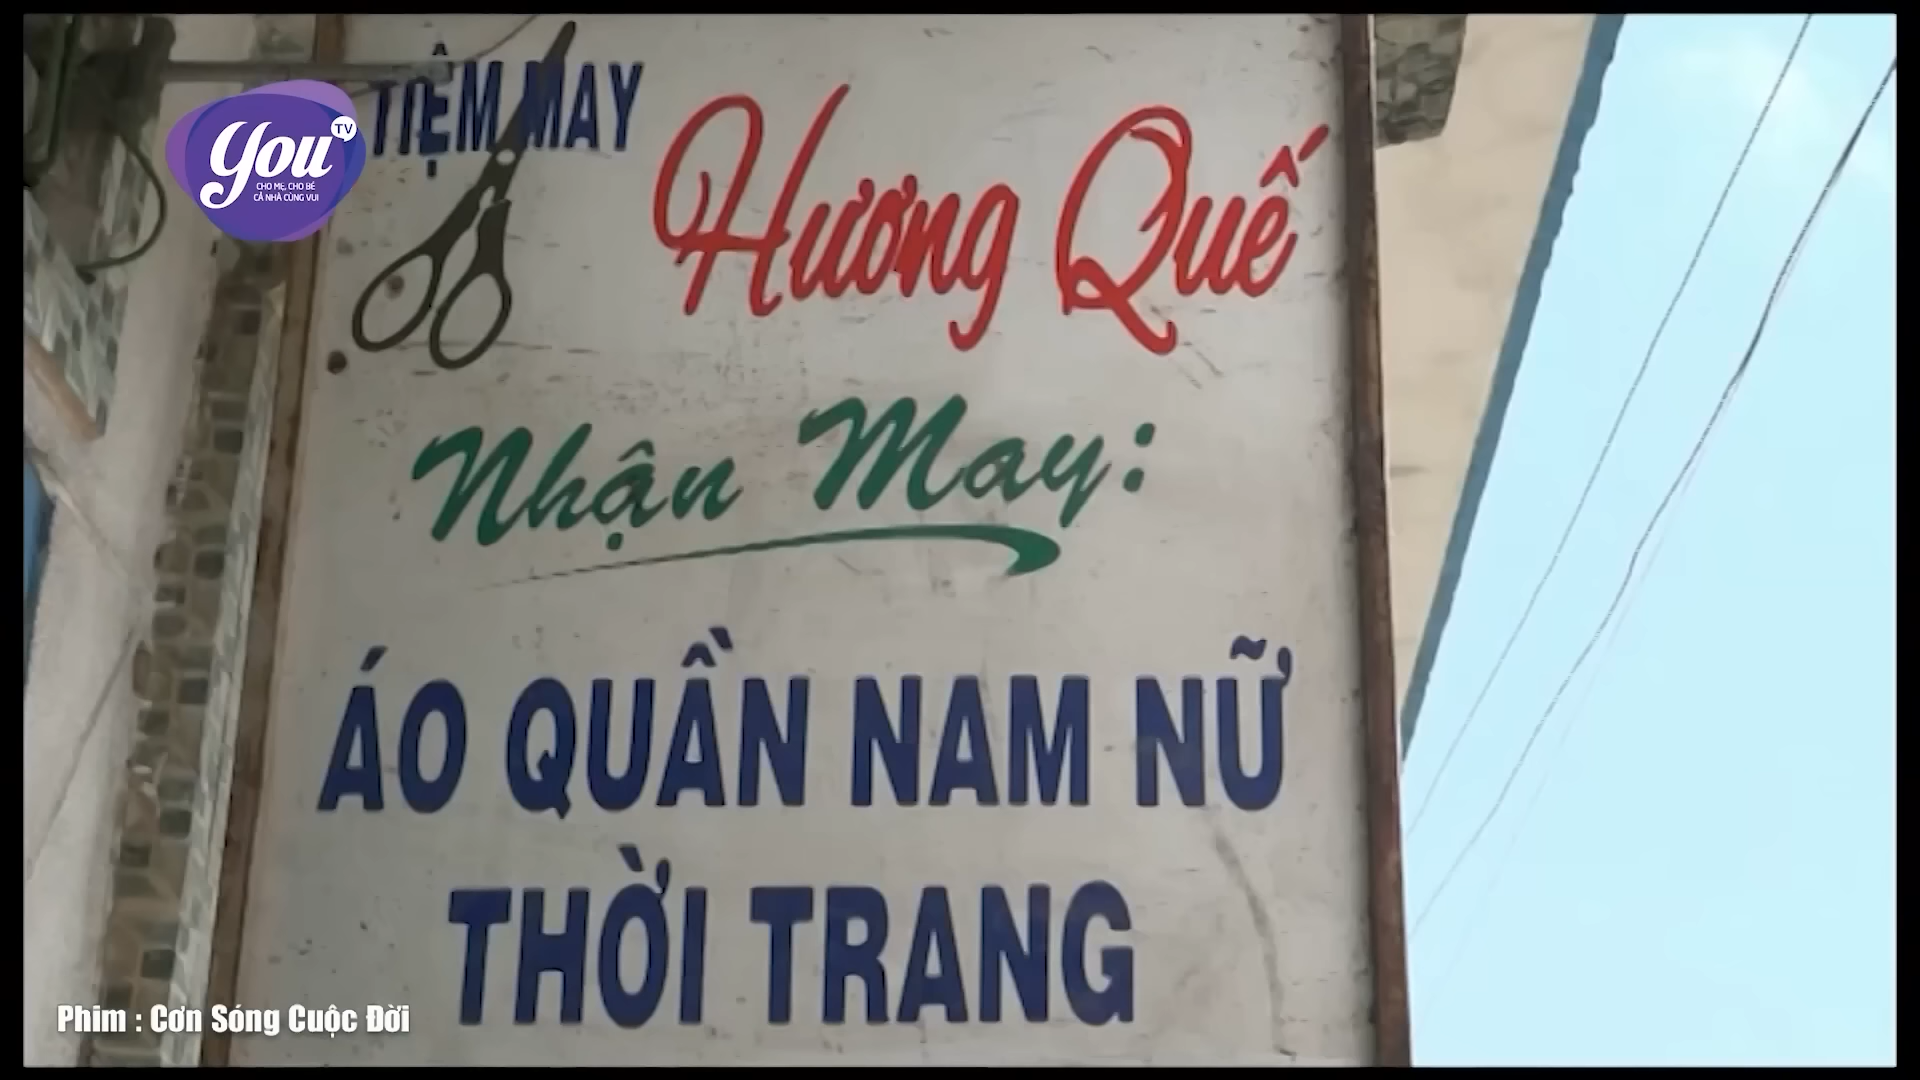 TIỆM MAY
You TV
CHO MẸ, CHO BÉ
CẢ NHÀ CÙNG VUI
Hương Quế
Nhận May:
ÁO QUẦN NAM NỮ
THỜI TRANG
Phim : Cơn Sóng Cuộc Đời